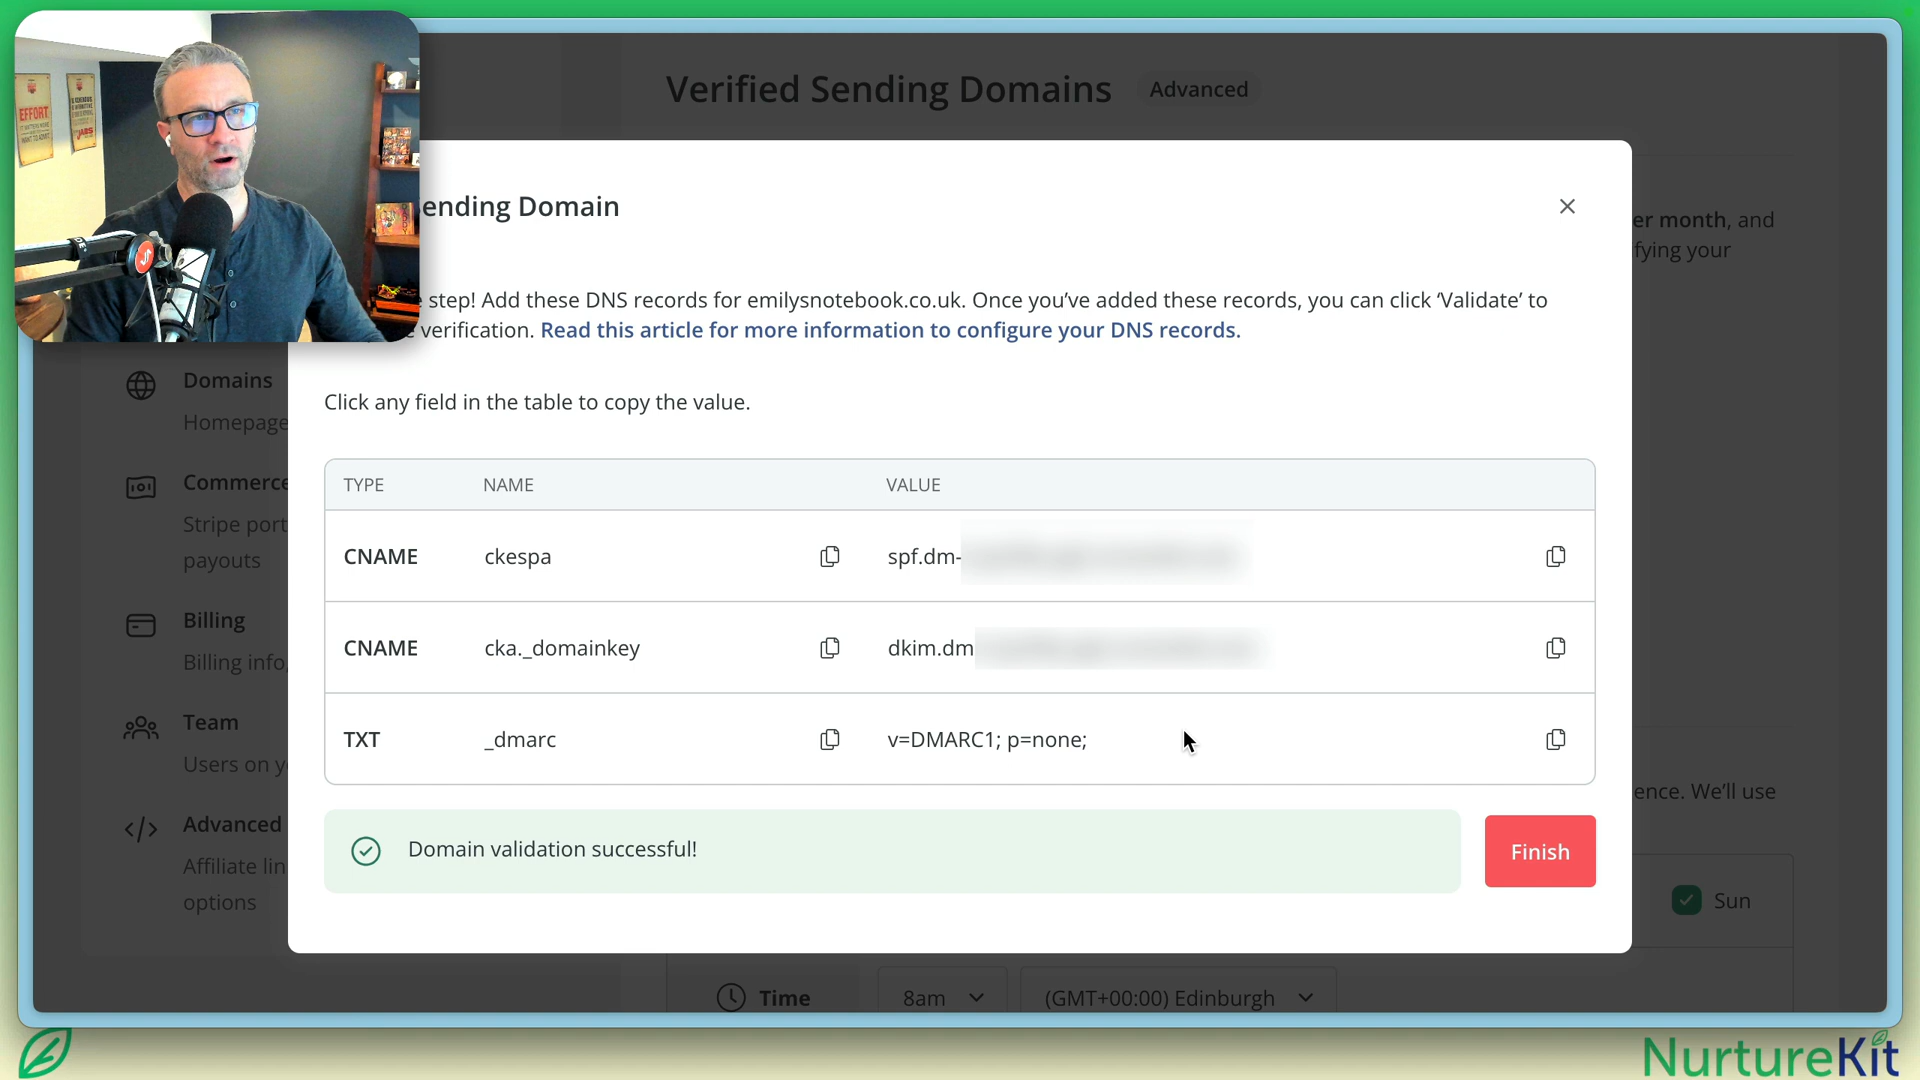 EFFORT
JABS
Verified Sending Domains
Advanced
ending Domain
er month, and
fying your
step! Add these DNS records for emilysnotebook.co.uk. Once you’ve added these records, you can click ‘Validate’ to
verification. Read this article for more information to configure your DNS records.
Domains
Homepage
Click any field in the table to copy the value.
Commerce
Stripe port
payouts
TYPE NAME VALUE
CNAME ckespa spf.dm-
CNAME cka._domainkey dkim.dm
TXT _dmarc v=DMARC1; p=none;
Billing
Billing info,
Team
Users on y
Advanced
Affiliate lin
options
ence. We’ll use
Domain validation successful!
Finish
Sun
Time 8am (GMT+00:00) Edinburgh
NurtureKit